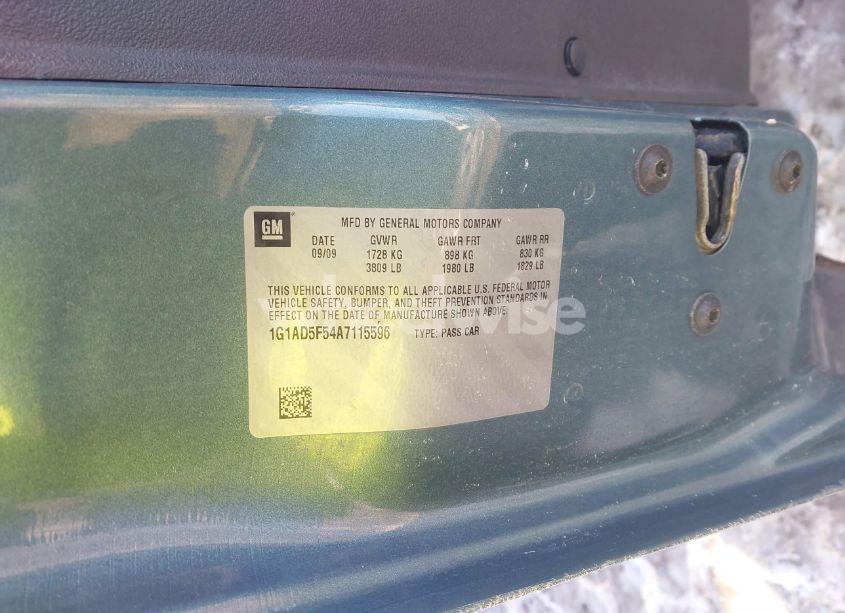 GM
MFD BY GENERAL MOTORS COMPANY
DATE GVWR GAWR FRT GAWR RR
09/09 1728 KG 898 KG 830 KG
3809 LB 1980 LB 1829 LB
THIS VEHICLE CONFORMS TO ALL APPLICABLE U.S. FEDERAL MOTOR
VEHICLE SAFETY, BUMPER, AND THEFT PREVENTION STANDARDS IN
EFFECT ON THE DATE OF MANUFACTURE SHOWN ABOVE.
1G1AD5F54A7115596 TYPE: PASS CAR